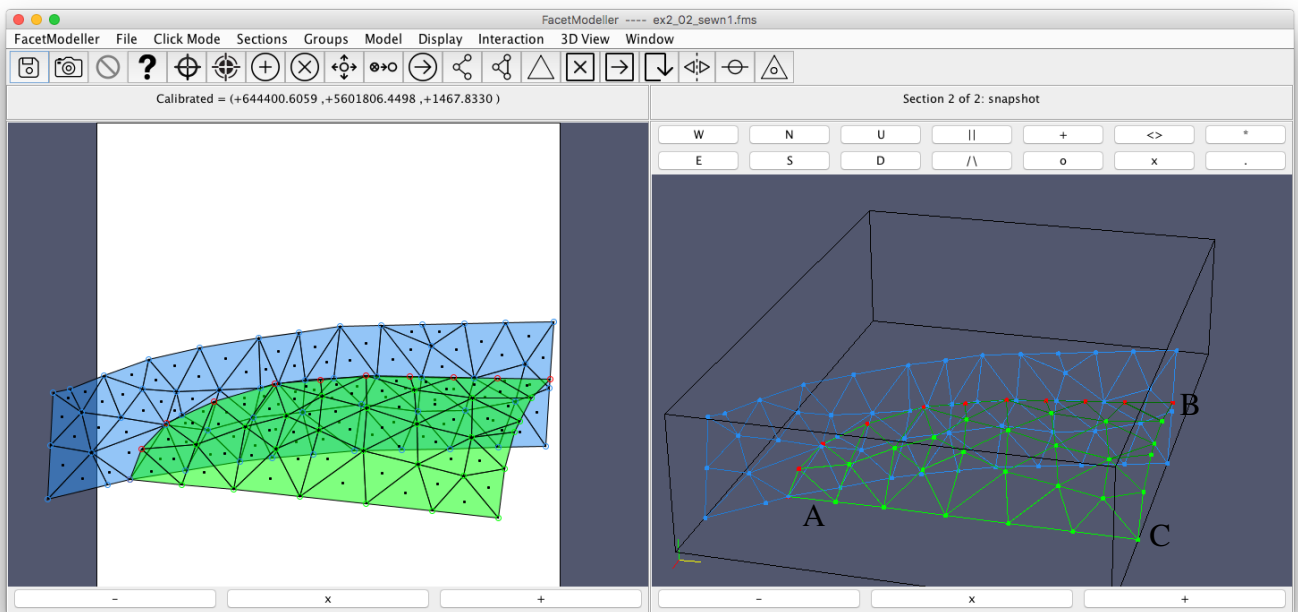 FacetModeller ---- ex2_02_sewn1.fms
FacetModeller File Click Mode Sections Groups Model Display Interaction 3D View Window
?
Calibrated = (+644400.6059 ,+5601806.4498 ,+1467.8330 )
Section 2 of 2: snapshot
W N U || + <> *
E S D /\ o x .
B
A
C
- x +
- x +